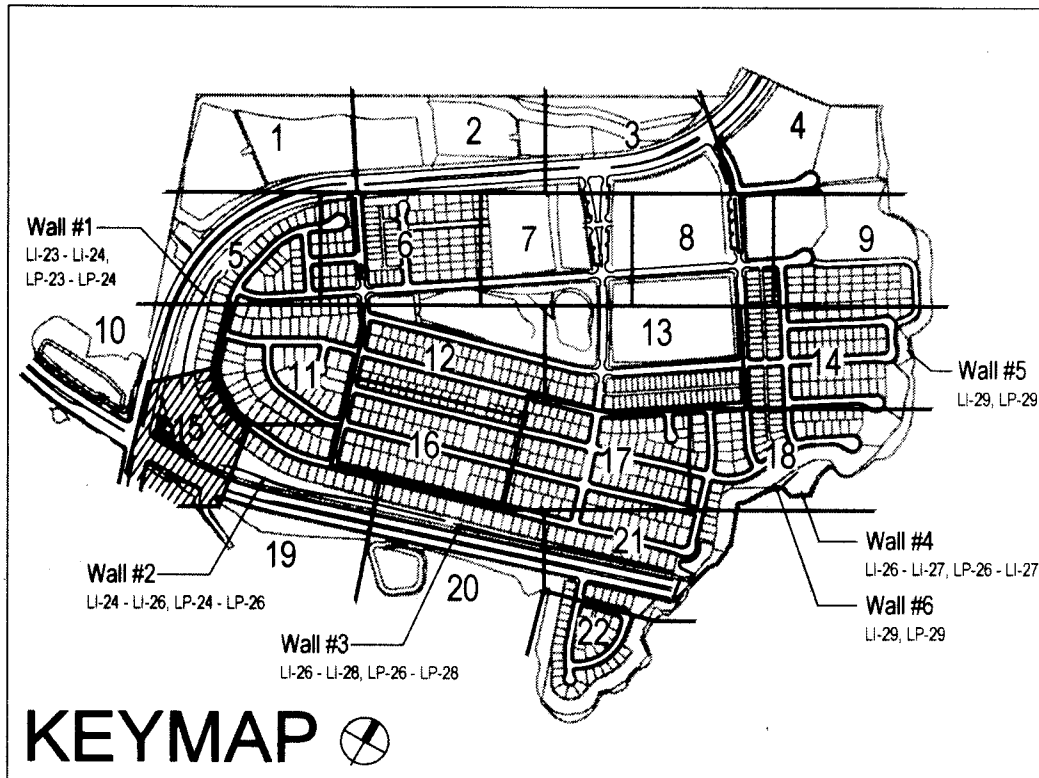 1
2
3
4
Wall #1
LI-23 - LI-24,
LP-23 - LP-24
5
6
7
8
9
10
11
12
13
14
Wall #5
LI-29, LP-29
15
16
17
18
Wall #2
LI-24 - LI-26, LP-24 - LP-26
19
20
21
Wall #4
LI-26 - LI-27, LP-26 - LI-27
Wall #6
LI-29, LP-29
Wall #3
LI-26 - LI-28, LP-26 - LP-28
22
KEYMAP